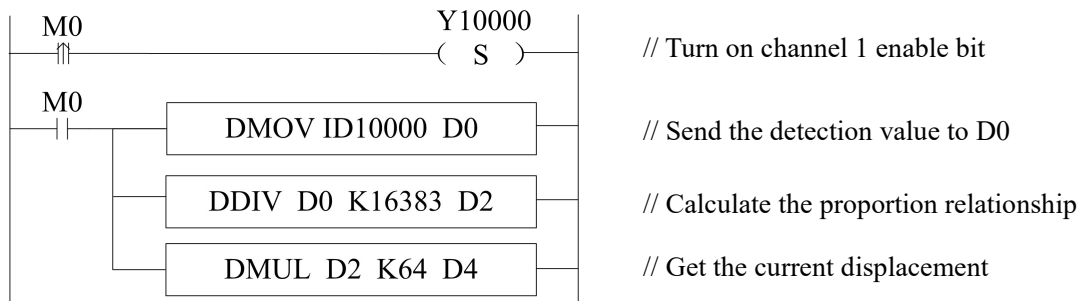 M0 Y10000
( S ) // Turn on channel 1 enable bit
M0
DMOV ID10000 D0 // Send the detection value to D0
DDIV D0 K16383 D2 // Calculate the proportion relationship
DMUL D2 K64 D4 // Get the current displacement